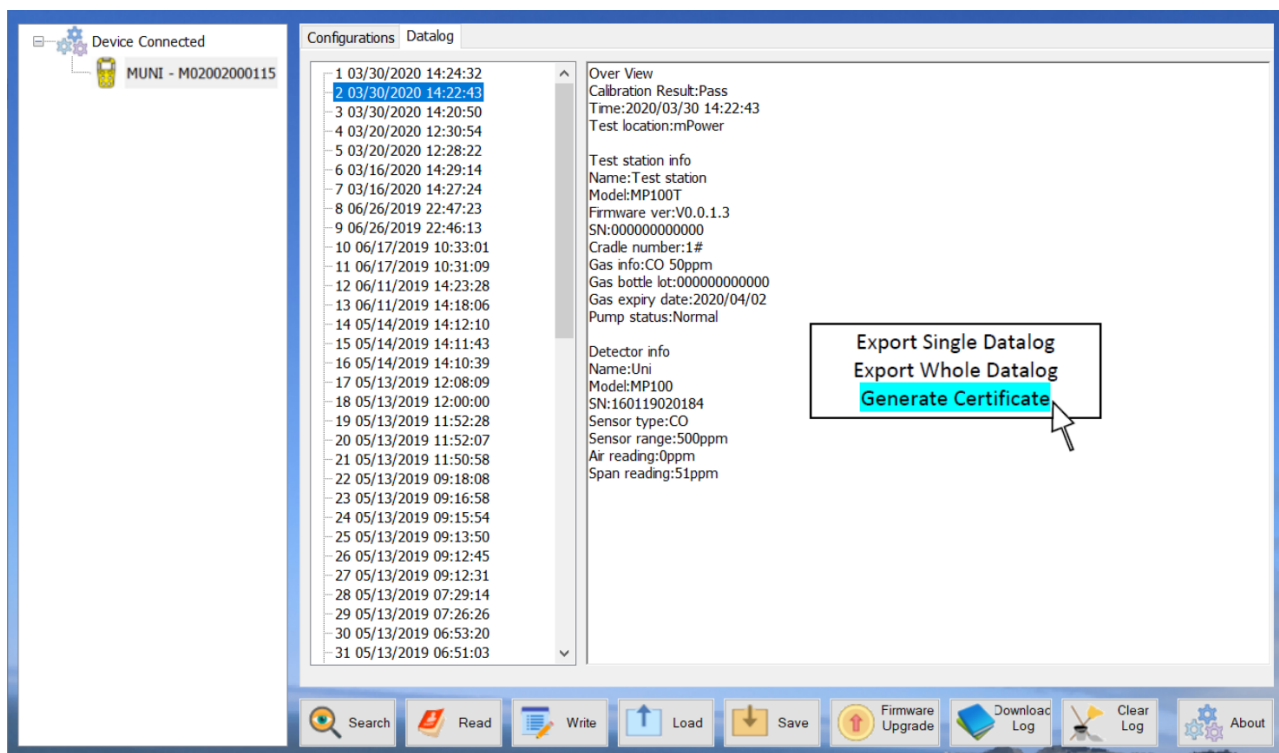 Device Connected
MUNI - M02002000115
Configurations Datalog
1 03/30/2020 14:24:32
2 03/30/2020 14:22:43
3 03/30/2020 14:20:50
4 03/20/2020 12:30:54
5 03/20/2020 12:28:22
6 03/16/2020 14:29:14
7 03/16/2020 14:27:24
8 06/26/2019 22:47:23
9 06/26/2019 22:46:13
10 06/17/2019 10:33:01
11 06/17/2019 10:31:09
12 06/11/2019 14:23:28
13 06/11/2019 14:18:06
14 05/14/2019 14:12:10
15 05/14/2019 14:11:43
16 05/14/2019 14:10:39
17 05/13/2019 12:08:09
18 05/13/2019 12:00:00
19 05/13/2019 11:52:28
20 05/13/2019 11:52:07
21 05/13/2019 11:50:58
22 05/13/2019 09:18:08
23 05/13/2019 09:16:58
24 05/13/2019 09:15:54
25 05/13/2019 09:13:50
26 05/13/2019 09:12:45
27 05/13/2019 09:12:31
28 05/13/2019 07:29:14
29 05/13/2019 07:26:26
30 05/13/2019 06:53:20
31 05/13/2019 06:51:03
Over View
Calibration Result:Pass
Time:2020/03/30 14:22:43
Test location:mPower
Test station info
Name:Test station
Model:MP100T
Firmware ver:V0.0.1.3
SN:000000000000
Cradle number:1#
Gas info:CO 50ppm
Gas bottle lot:000000000000
Gas expiry date:2020/04/02
Pump status:Normal
Detector info
Name:Uni
Model:MP100
SN:160119020184
Sensor type:CO
Sensor range:500ppm
Air reading:0ppm
Span reading:51ppm
Export Single Datalog
Export Whole Datalog
Generate Certificate
Search
Read
Write
Load
Save
Firmware
Upgrade
Downloac
Log
Clear
Log
About